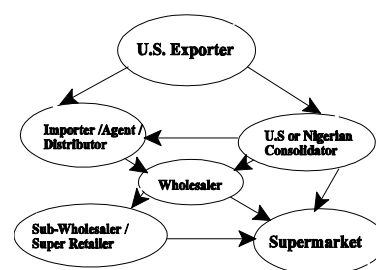 U.S. Exporter
Importer /Agent /
Distributor
U.S or Nigerian
Consolidator
Wholesaler
Sub-Wholesaler /
Super Retailer
Supermarket